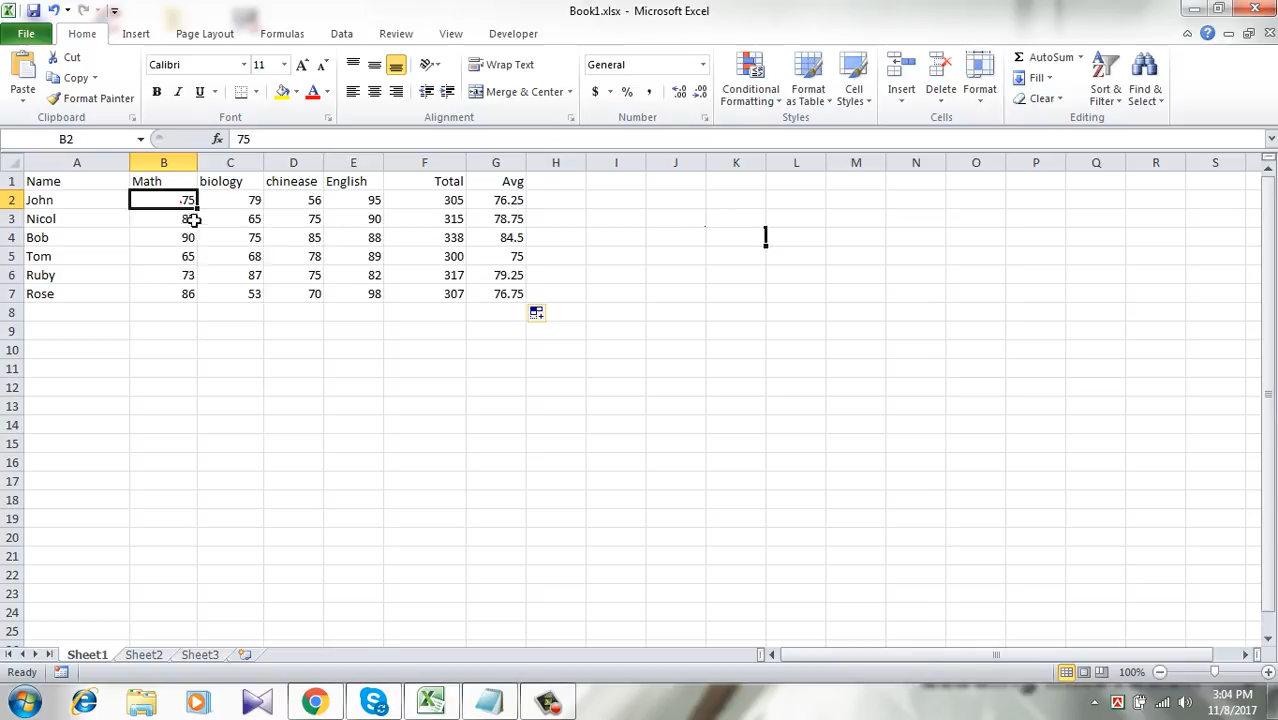 Book1.xlsx - Microsoft Excel
File Home Insert Page Layout Formulas Data Review View Developer
Cut
Copy
Format Painter
Paste
Clipboard
Calibri 11
B I U A
Font
Wrap Text
Merge & Center
Alignment
General
$ % ,
Number
Conditional Formatting
Format as Table
Cell Styles
Styles
Insert Delete Format
Cells
Σ AutoSum
Fill
Clear
Sort & Filter
Find & Select
Editing
B2 fx 75
A B C D E F G H I J K L M N O P Q R S
1 Name Math biology chinease English Total Avg
2 John 75 79 56 95 305 76.25
3 Nicol 65 75 90 315 78.75
4 Bob 90 75 85 88 338 84.5
5 Tom 65 68 78 89 300 75
6 Ruby 73 87 75 82 317 79.25
7 Rose 86 53 70 98 307 76.75
8
9
10
11
12
13
14
15
16
17
18
19
20
21
22
23
24
25
Sheet1 Sheet2 Sheet3
Ready 100%
3:04 PM
11/8/2017